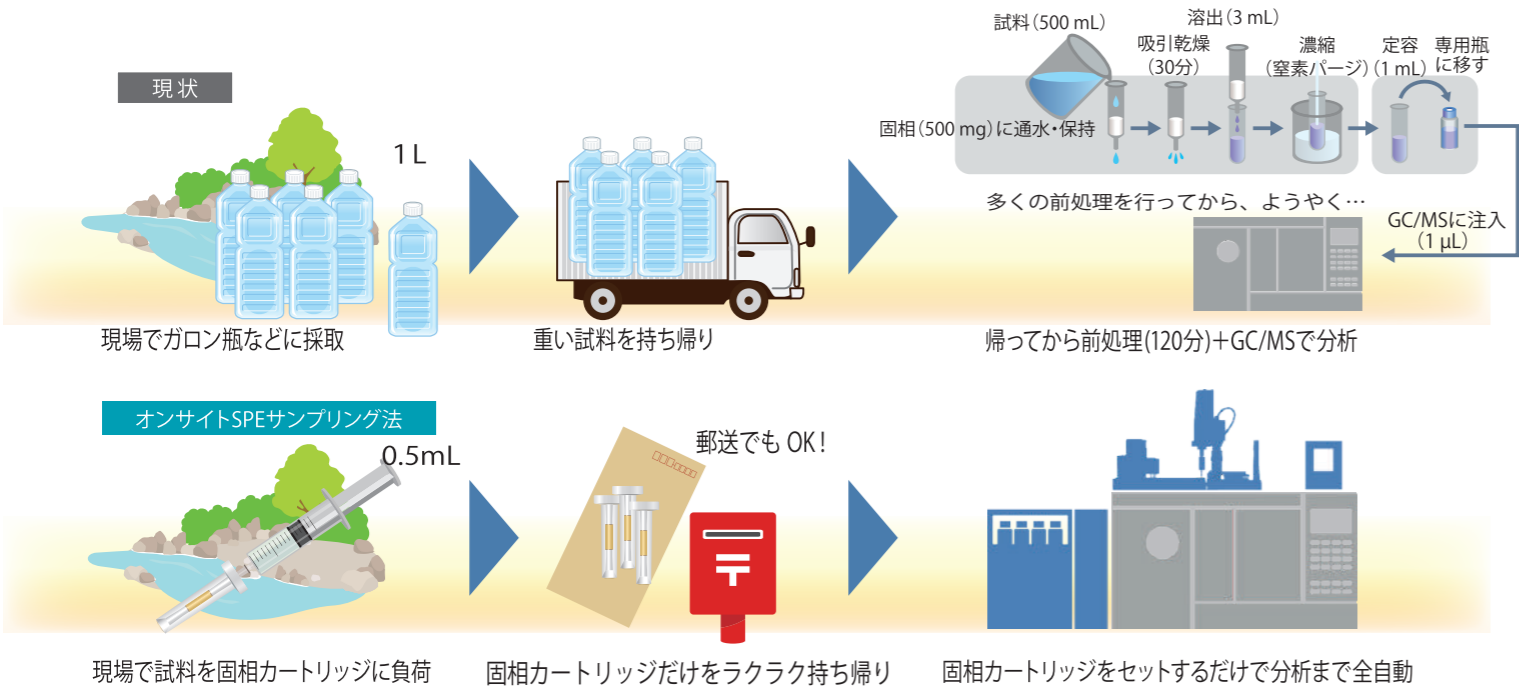 現状
1L
現場でガロン瓶などに採取
重い試料を持ち帰り
試料(500 mL)
溶出(3 mL)
吸引乾燥
(30分)
濃縮
(窒素パージ)
定容
(1 mL)
専用瓶
に移す
固相(500 mg)に通水・保持
多くの前処理を行ってから、ようやく…
GC/MSに注入
(1 µL)
帰ってから前処理(120分)+GC/MSで分析
オンサイトSPEサンプリング法
0.5mL
現場で試料を固相カートリッジに負荷
郵送でも OK!
〒
固相カートリッジだけをラクラク持ち帰り
固相カートリッジをセットするだけで分析まで全自動